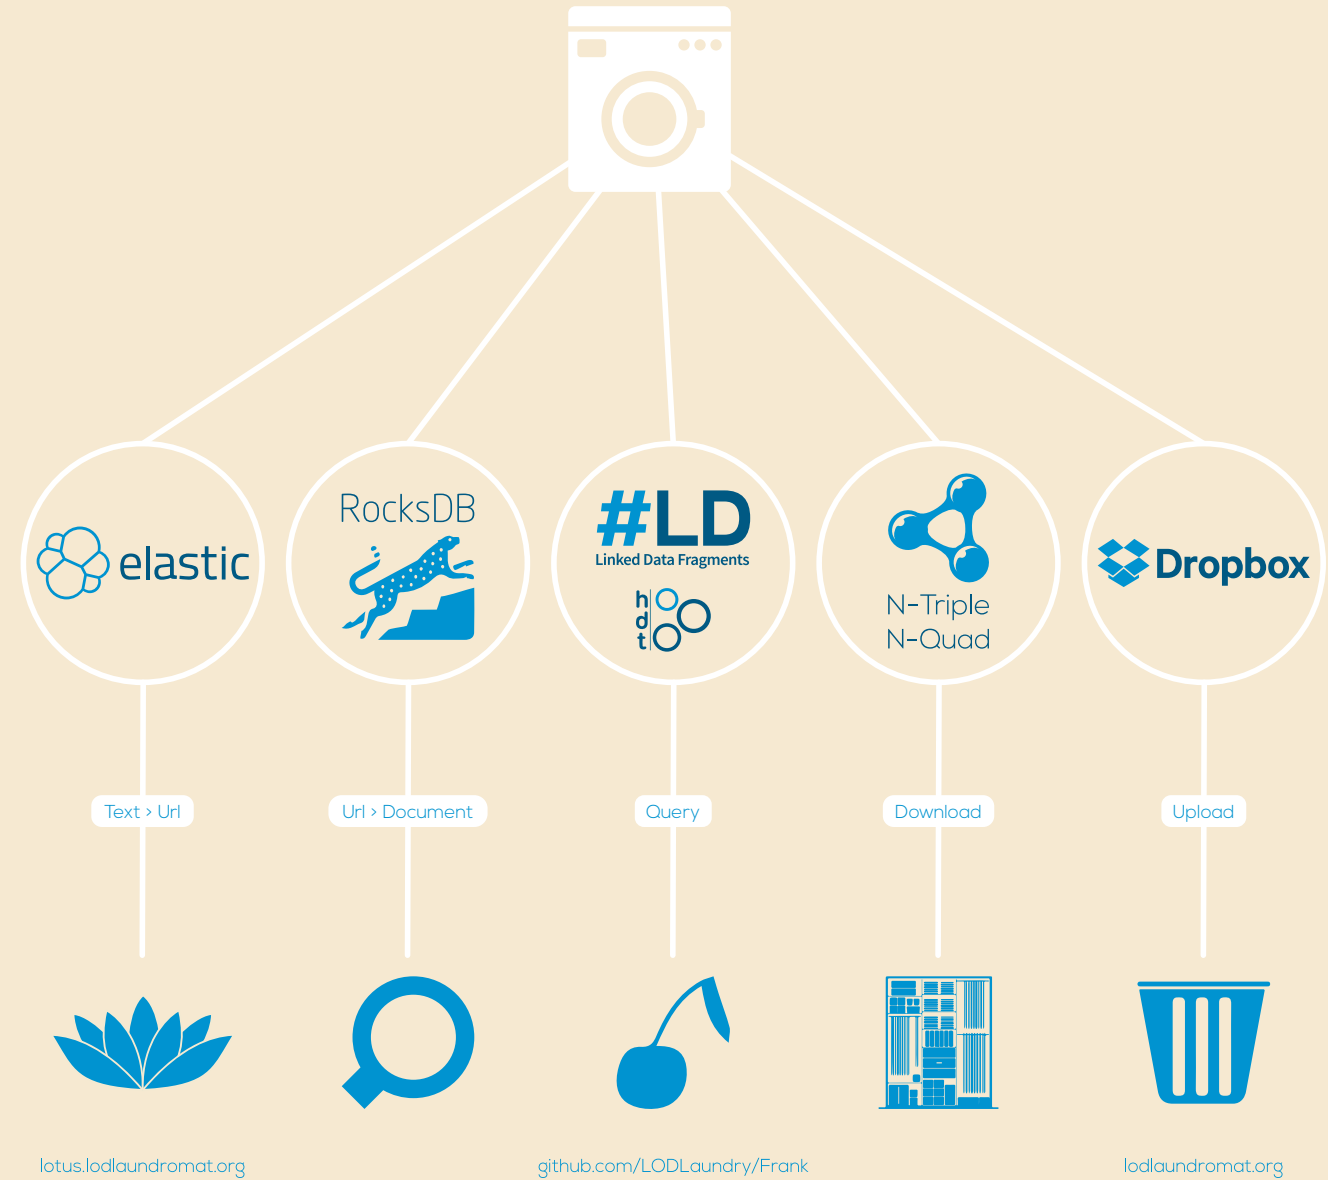 elastic
RocksDB
#LD
Linked Data Fragments
hdt
N-Triple
N-Quad
Dropbox
Text > Url
Url > Document
Query
Download
Upload
lotus.lodlaundromat.org
github.com/LODLaundry/Frank
lodlaundromat.org